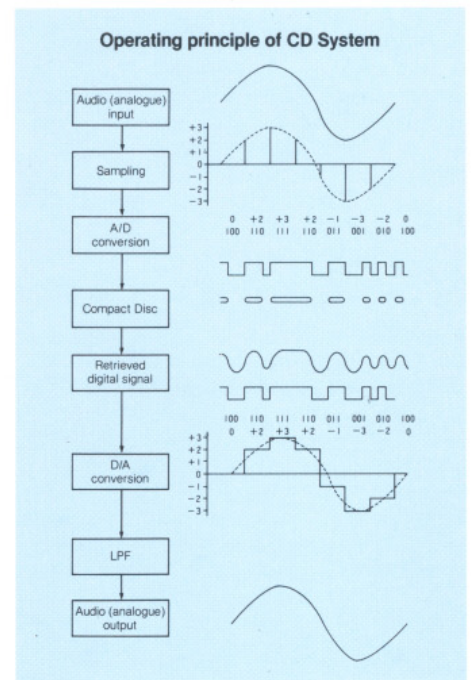 Operating principle of CD System
Audio (analogue)
input
+3
+2
+1
0
-1
-2
-3
Sampling
0 +2 +3 +2 -1 -3 -2 0
100 110 111 110 011 001 010 100
A/D
conversion
Compact Disc
Retrieved
digital signal
100 110 111 110 011 001 010 100
0 +2 +3 +2 -1 -3 -2 0
+3
+2
+1
0
-1
-2
-3
D/A
conversion
LPF
Audio (analogue)
output